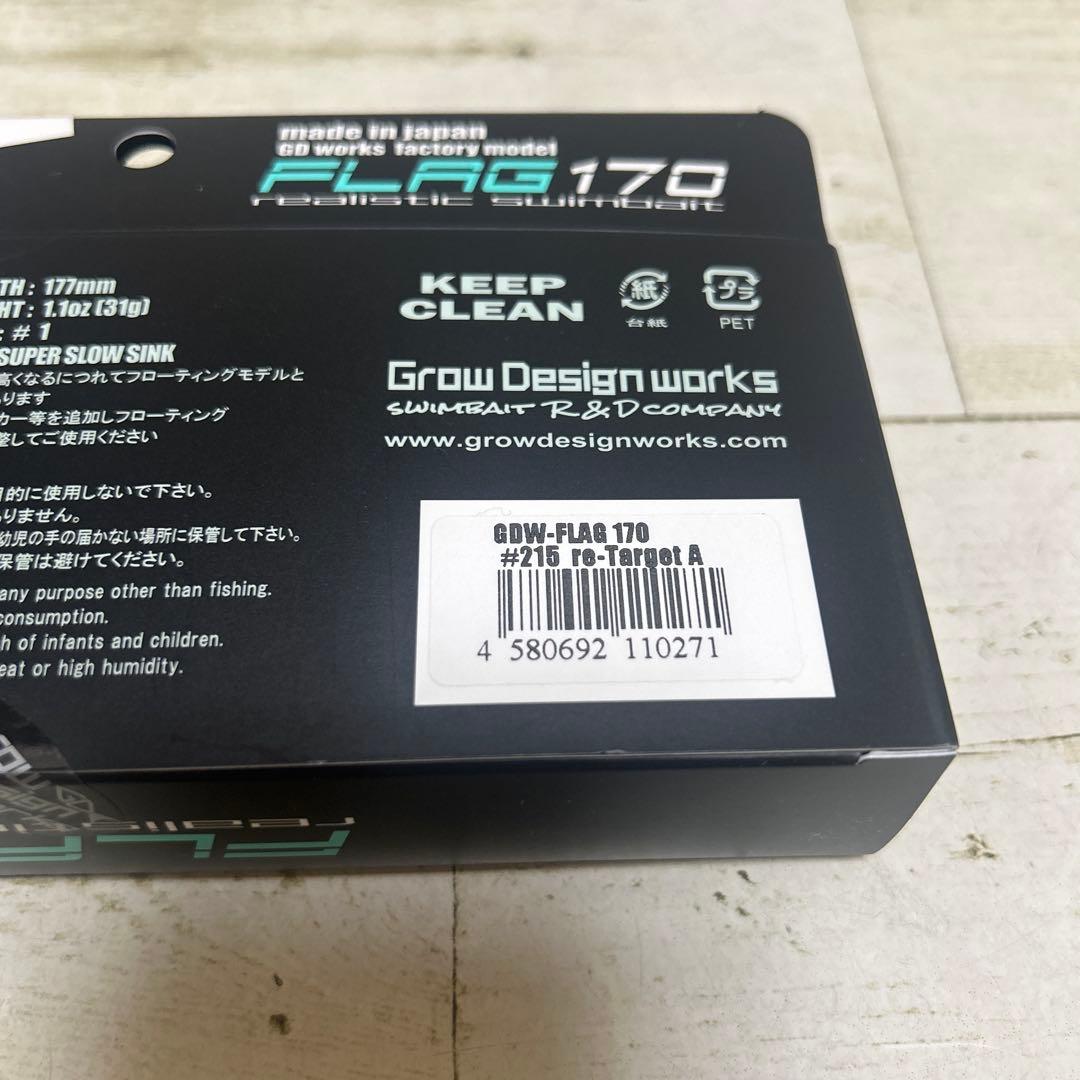 made in japan
GD works factory model
FLAG 170
realistic swimbait
TH : 177mm
HT : 1.1oz (31g)
: # 1
SUPER SLOW SINK
高くなるにつれてフローティングモデルと
ります
カー等を追加しフローティング
整してご使用ください
目的に使用しないで下さい。
りません。
幼児の手の届かない場所に保管して下さい。
保管は避けてください。
any purpose other than fishing.
consumption.
h of infants and children.
eat or high humidity.
KEEP
CLEAN
紙
台紙
プラ
PET
Grow Design works
SWIMBAIT R & D COMPANY
www.growdesignworks.com
GDW-FLAG 170
#215 re-Target A
4 580692 110271